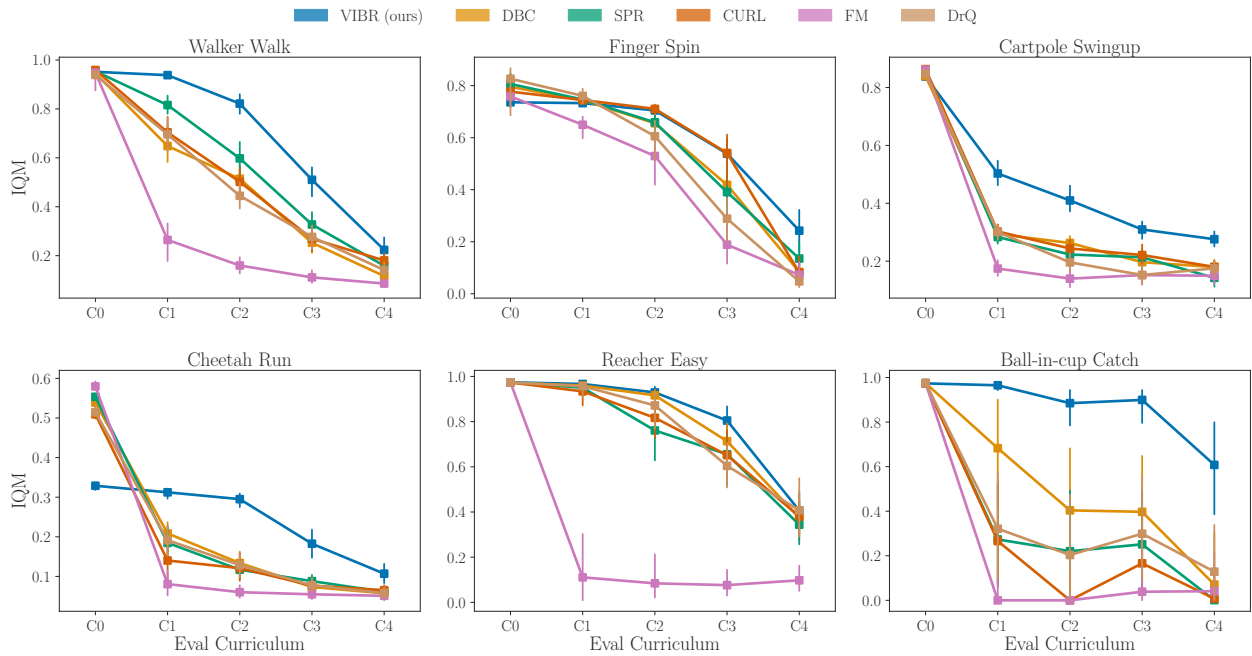 VIBR (ours) DBC SPR CURL FM DrQ
Walker Walk
IQM
1.0
0.8
0.6
0.4
0.2
C0 C1 C2 C3 C4
Finger Spin
0.8
0.6
0.4
0.2
0.0
C0 C1 C2 C3 C4
Cartpole Swingup
0.8
0.6
0.4
0.2
C0 C1 C2 C3 C4
Cheetah Run
IQM
0.6
0.5
0.4
0.3
0.2
0.1
C0 C1 C2 C3 C4
Eval Curriculum
Reacher Easy
1.0
0.8
0.6
0.4
0.2
0.0
C0 C1 C2 C3 C4
Eval Curriculum
Ball-in-cup Catch
1.0
0.8
0.6
0.4
0.2
0.0
C0 C1 C2 C3 C4
Eval Curriculum